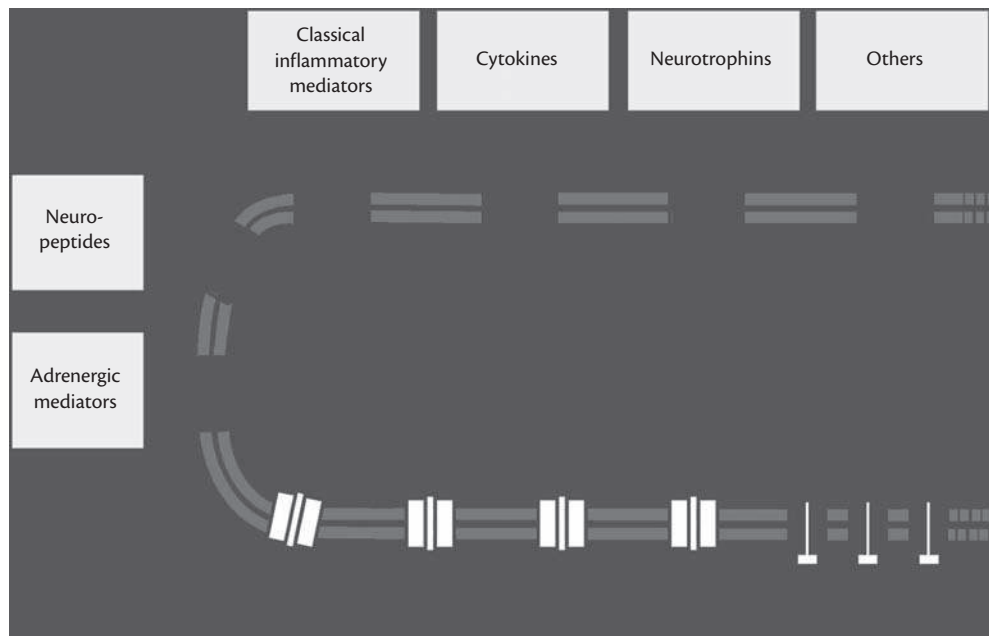 Classical
inflammatory
mediators
Cytokines
Neurotrophins
Others
Neuro-
peptides
Adrenergic
mediators